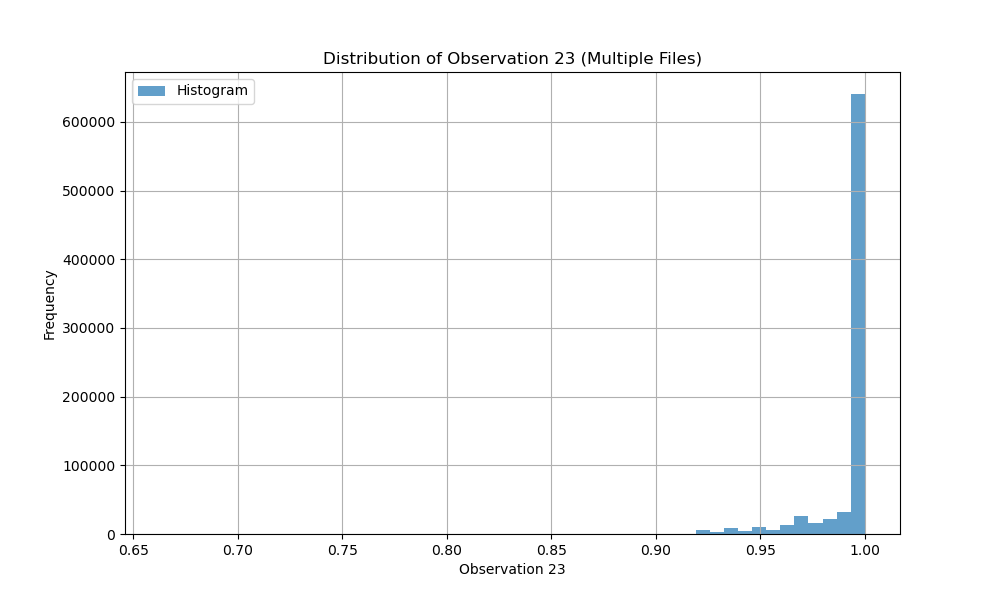 Distribution of Observation 23 (Multiple Files)
Histogram
600000
500000
400000
300000
200000
100000
0
Frequency
0.65 0.70 0.75 0.80 0.85 0.90 0.95 1.00
Observation 23